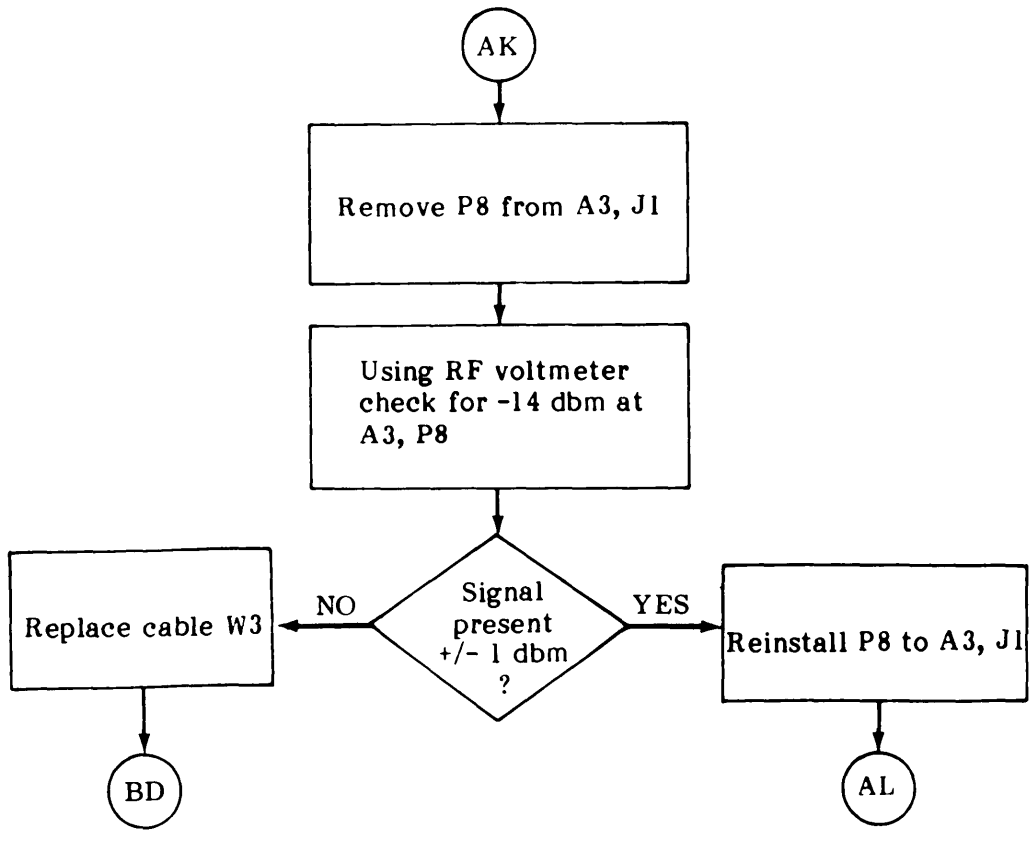 AK
Remove P8 from A3, J1
Using RF voltmeter
check for -14 dbm at
A3, P8
Signal
present
+/- 1 dbm
?
NO
YES
Replace cable W3
Reinstall P8 to A3, J1
BD
AL